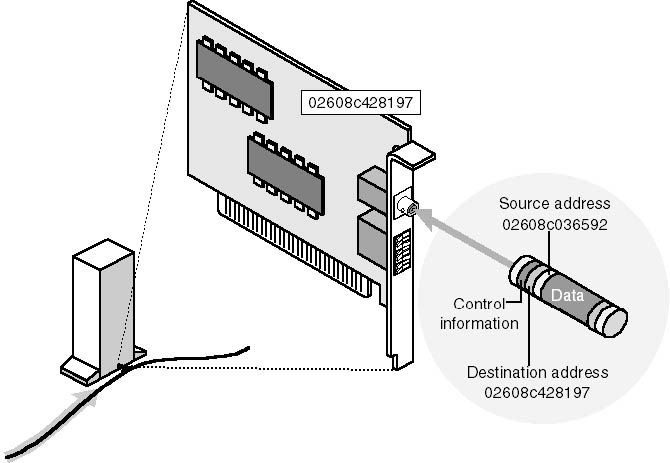 02608c428197
Source address
02608c036592
Data
Control
information
Destination address
02608c428197